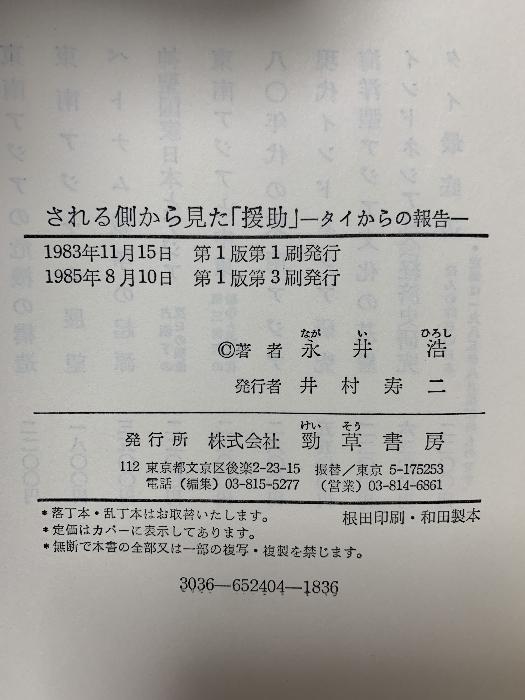 されるる側から見た「援助」—タイからの報告—
1983年11月15日　第1版第1刷発行
1985年8月10日　第1版第3刷発行
なが い ひろし
©著者　永井　浩
発行者　井村寿二
けい そう
発行所　株式会社　勁草書房
112 東京都文京区後楽2-23-15　振替／東京 5-175253
電話（編集）03-815-5277　（営業）03-814-6861
＊落丁本・乱丁本はお取替いたします。　根田印刷・和田製本
＊定価はカバーに表示してあります。
＊無断で本書の全部又は一部の複写・複製を禁じます。
3036—652404—1836